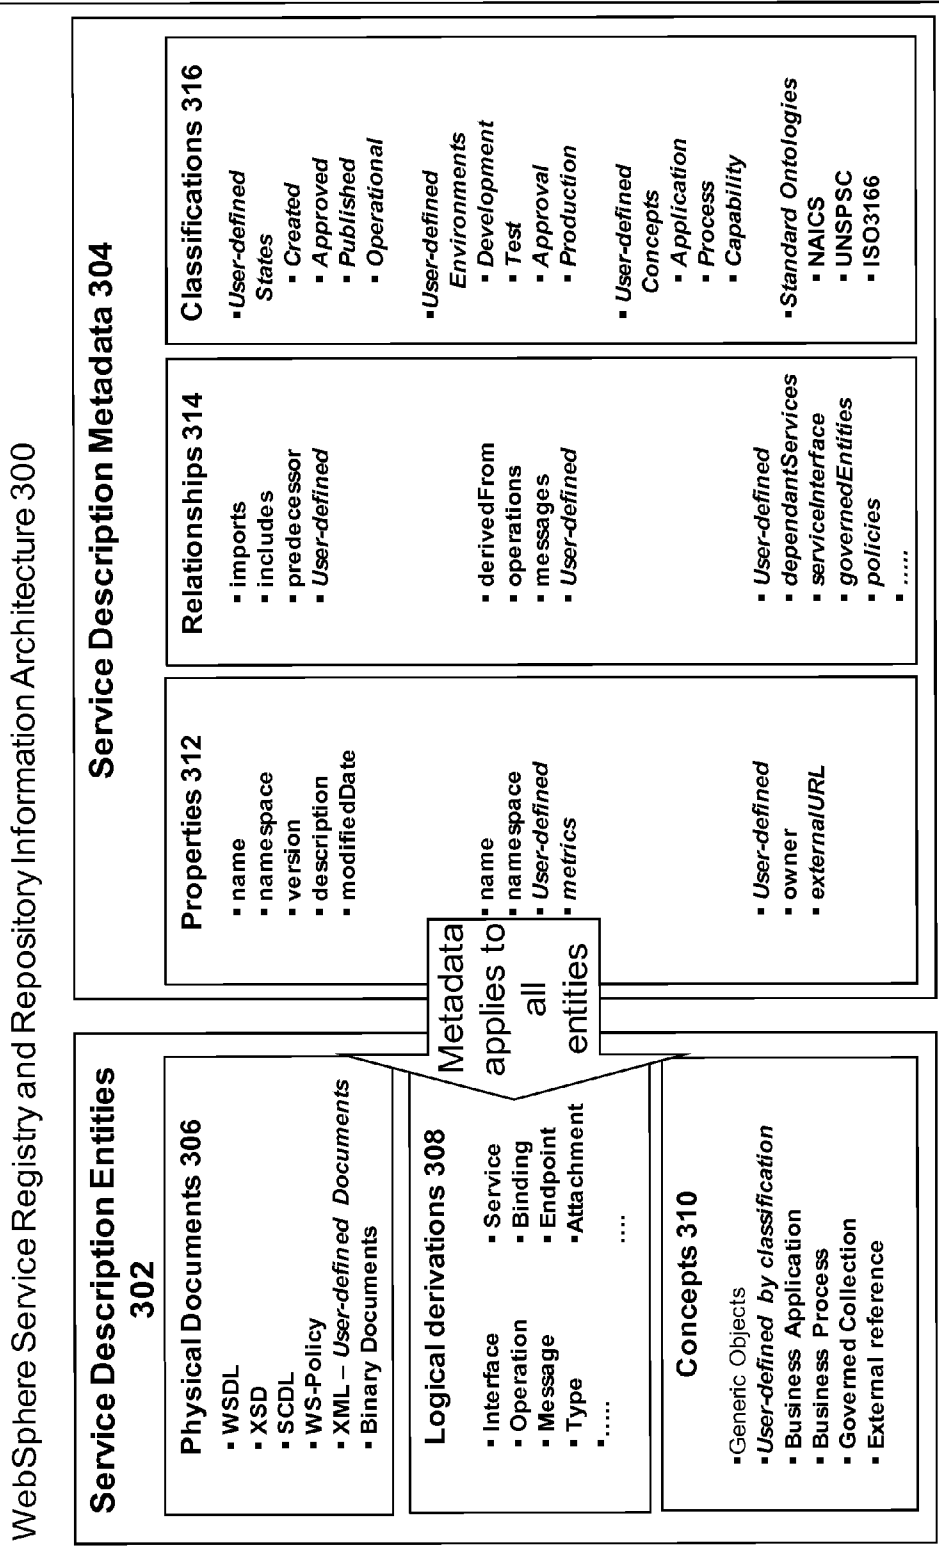 WebSphere Service Registry and Repository Information Architecture 300
Service Description Entities
302
Physical Documents 306
▪ WSDL
▪ XSD
▪ SCDL
▪ WS-Policy
▪ XML – User-defined Documents
▪ Binary Documents
Logical derivations 308
▪ Interface
▪ Operation
▪ Message
▪ Type
▪ .....
▪ Service
▪ Binding
▪ Endpoint
▪ Attachment
....
Concepts 310
▪ Generic Objects
▪ User-defined by classification
▪ Business Application
▪ Business Process
▪ Governed Collection
▪ External reference
Metadata
applies to
all
entities
Service Description Metadata 304
Properties 312
▪ name
▪ namespace
▪ version
▪ description
▪ modifiedDate
▪ name
▪ namespace
▪ User-defined
▪ metrics
▪ User-defined
▪ owner
▪ externalURL
Relationships 314
▪ imports
▪ includes
▪ predecessor
▪ User-defined
▪ derivedFrom
▪ operations
▪ messages
▪ User-defined
▪ User-defined
▪ dependantServices
▪ serviceInterface
▪ governedEntities
▪ policies
▪ .....
Classifications 316
▪ User-defined
States
▪ Created
▪ Approved
▪ Published
▪ Operational
▪ User-defined
Environments
▪ Development
▪ Test
▪ Approval
▪ Production
▪ User-defined
Concepts
▪ Application
▪ Process
▪ Capability
▪ Standard Ontologies
▪ NAICS
▪ UNSPSC
▪ ISO3166